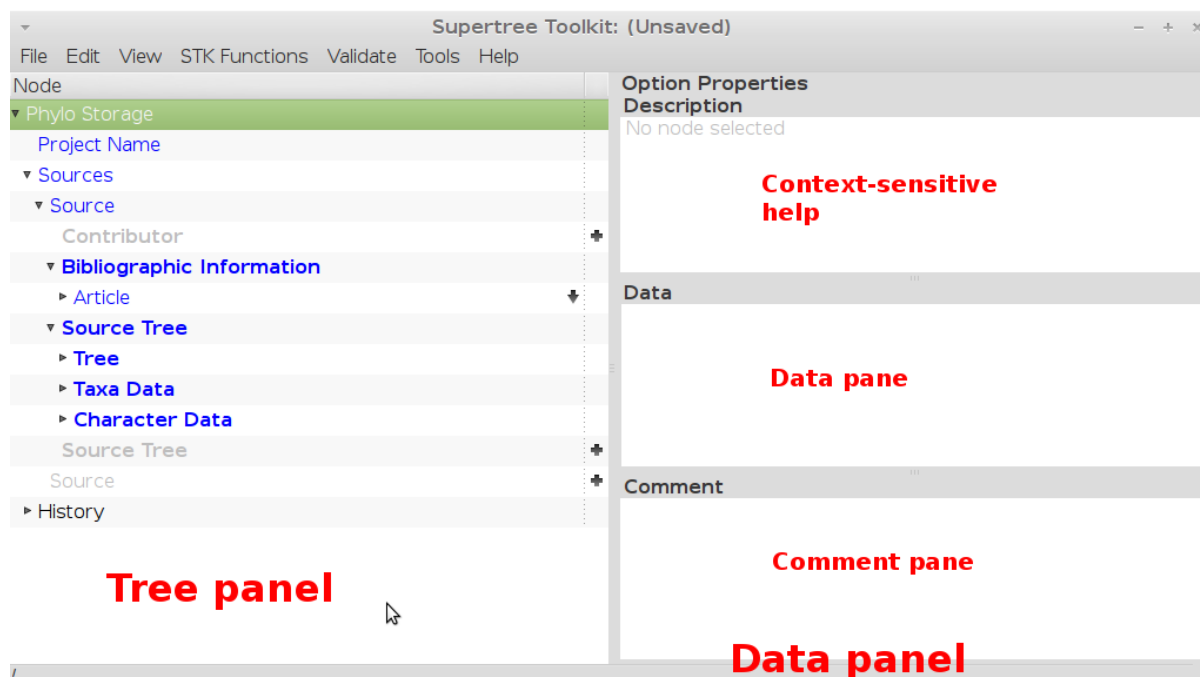 Supertree Toolkit: (Unsaved)
File Edit View STK Functions Validate Tools Help
Node
Phylo Storage
Project Name
Sources
Source
Contributor
Bibliographic Information
Article
Source Tree
Tree
Taxa Data
Character Data
Source Tree
Source
History
Tree panel
/
Option Properties
Description
No node selected
Context-sensitive
help
Data
Data pane
Comment
Comment pane
Data panel